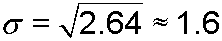 σ = √2.64 ≈ 1.6